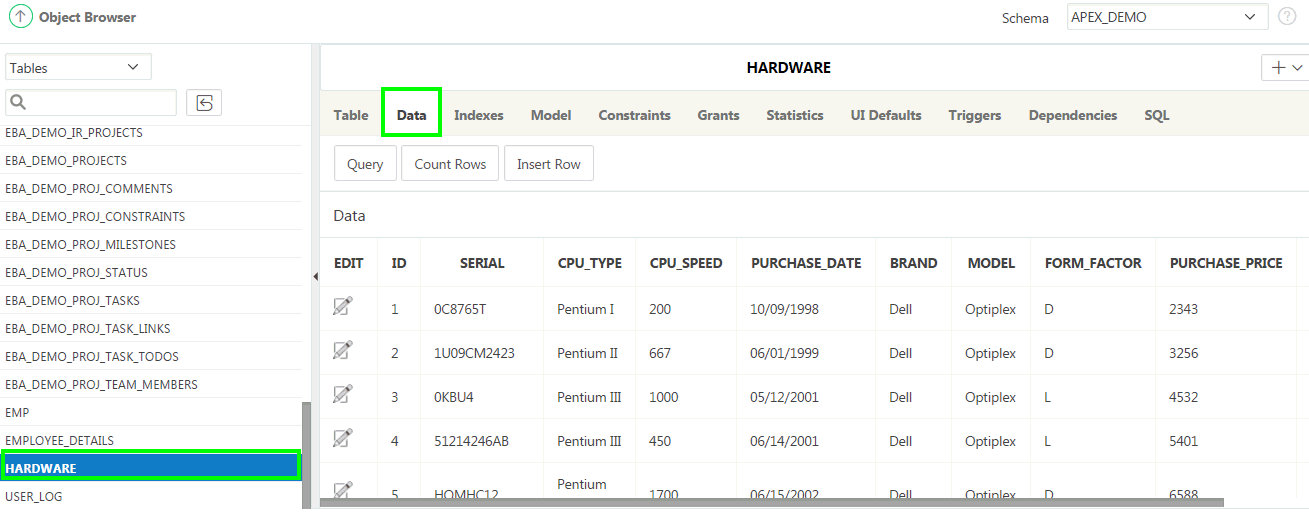 Object Browser
Schema APEX_DEMO
Tables
EBA_DEMO_IR_PROJECTS
EBA_DEMO_PROJECTS
EBA_DEMO_PROJ_COMMENTS
EBA_DEMO_PROJ_CONSTRAINTS
EBA_DEMO_PROJ_MILESTONES
EBA_DEMO_PROJ_STATUS
EBA_DEMO_PROJ_TASKS
EBA_DEMO_PROJ_TASK_LINKS
EBA_DEMO_PROJ_TASK_TODOS
EBA_DEMO_PROJ_TEAM_MEMBERS
EMP
EMPLOYEE_DETAILS
HARDWARE
USER_LOG
HARDWARE
Table Data Indexes Model Constraints Grants Statistics UI Defaults Triggers Dependencies SQL
Query Count Rows Insert Row
Data
EDIT ID SERIAL CPU_TYPE CPU_SPEED PURCHASE_DATE BRAND MODEL FORM_FACTOR PURCHASE_PRICE
1 0C8765T Pentium I 200 10/09/1998 Dell Optiplex D 2343
2 1U09CM2423 Pentium II 667 06/01/1999 Dell Optiplex D 3256
3 0KBU4 Pentium III 1000 05/12/2001 Dell Optiplex L 4532
4 51214246AB Pentium III 450 06/14/2001 Dell Optiplex L 5401
Pentium
5 HOMHC12 1700 06/15/2002 Dell Optiplex D 6588